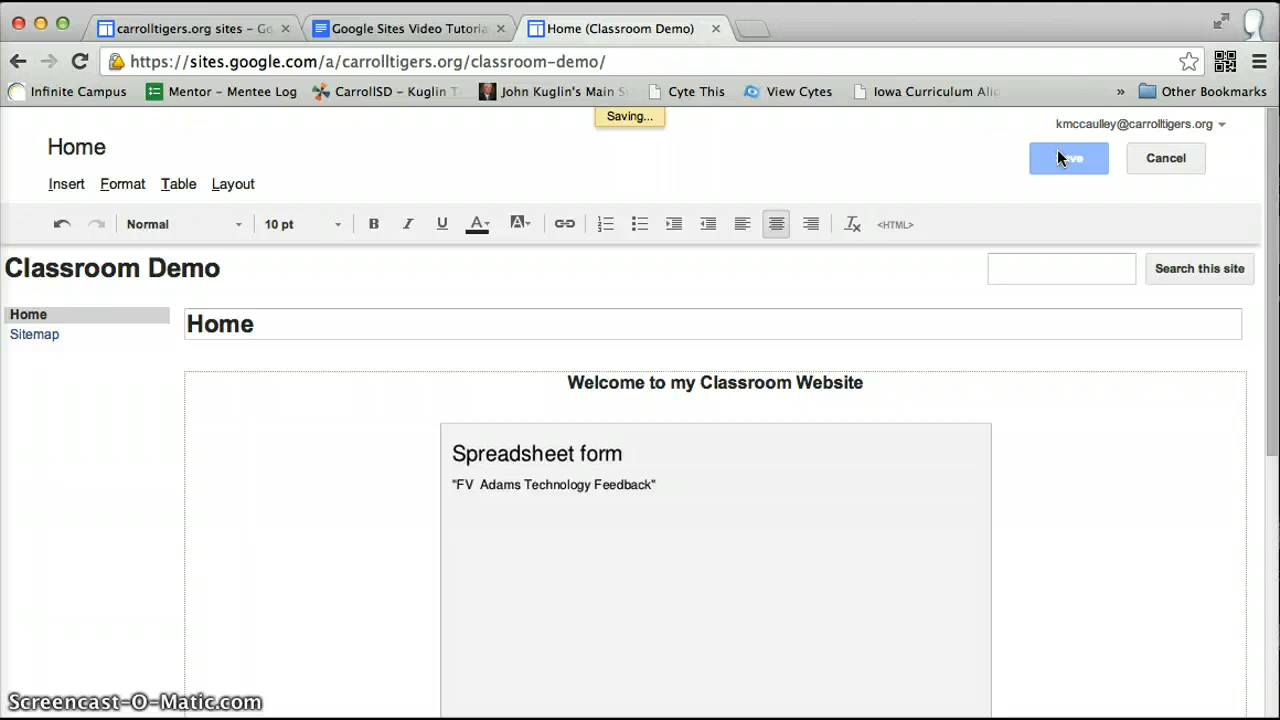 carrolltigers.org sites – Go
Google Sites Video Tutoria
Home (Classroom Demo)
https://sites.google.com/a/carrolltigers.org/classroom-demo/
Infinite Campus
Mentor – Mentee Log
CarrollSD – Kuglin T
John Kuglin's Main S
Cyte This
View Cytes
Iowa Curriculum Ali
»
Other Bookmarks
Saving...
kmccaulley@carrolltigers.org
Home
Cancel
Insert Format Table Layout
Normal 10 pt B I U A A <HTML>
Classroom Demo
Search this site
Home
Sitemap
Home
Welcome to my Classroom Website
Spreadsheet form
"FV Adams Technology Feedback"
Screencast-O-Matic.com